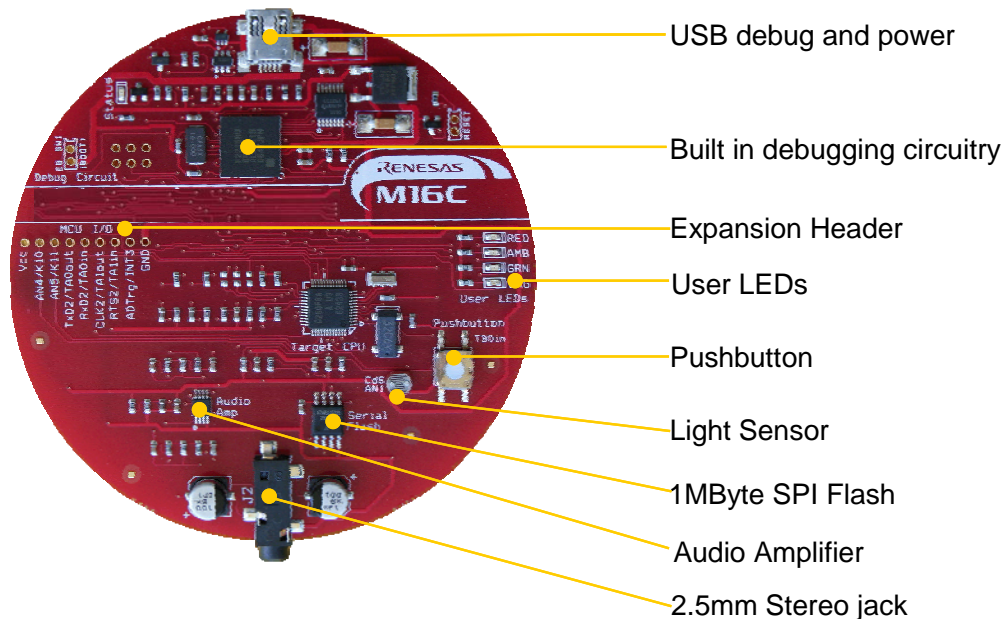 USB debug and power
Built in debugging circuitry
Expansion Header
User LEDs
Pushbutton
Light Sensor
1MByte SPI Flash
Audio Amplifier
2.5mm Stereo jack
Status
RESET
BOOT
Debug Circuit
RENESAS
M16C
MCU I/O
Vcc
AN4/KI0
AN5/KI1
TxD2/TA0out
RxD2/TA0in
CLK2/TA1out
RTS2/TA1in
ADTrg/INT3
GND
RED
AMB
GRN
User LEDs
Pushbutton
TB0in
Target CPU
CdS
AN1
Audio
Amp
Serial
Flash
J2